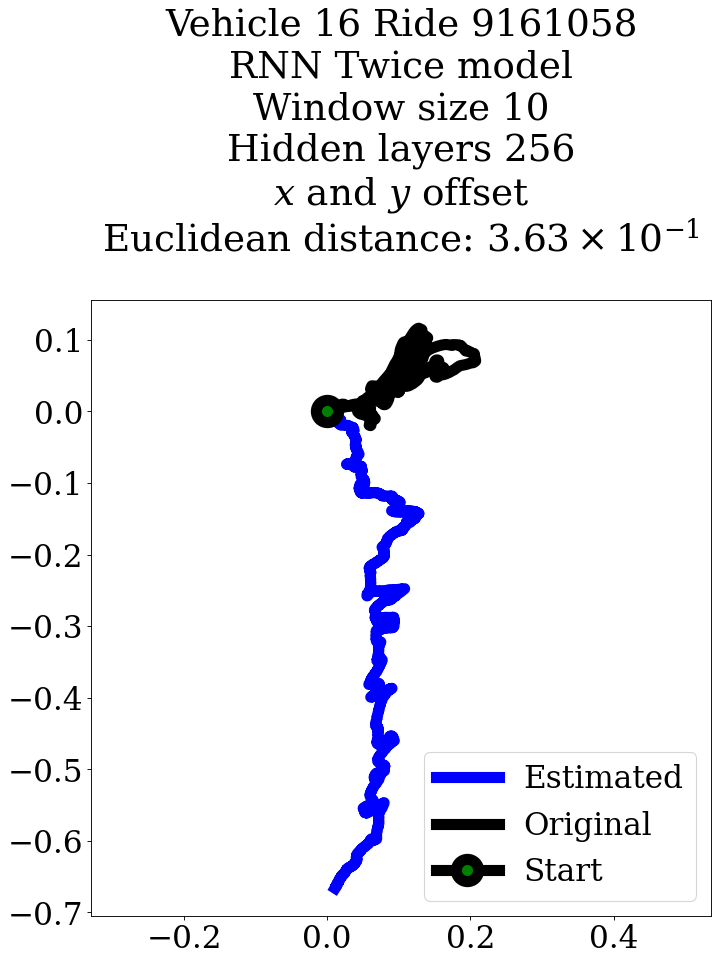 Vehicle 16 Ride 9161058
RNN Twice model
Window size 10
Hidden layers 256
x and y offset
Euclidean distance: 3.63 × 10⁻¹
0.1
0.0
−0.1
−0.2
−0.3
−0.4
−0.5
−0.6
−0.7
Estimated
Original
Start
−0.2 0.0 0.2 0.4